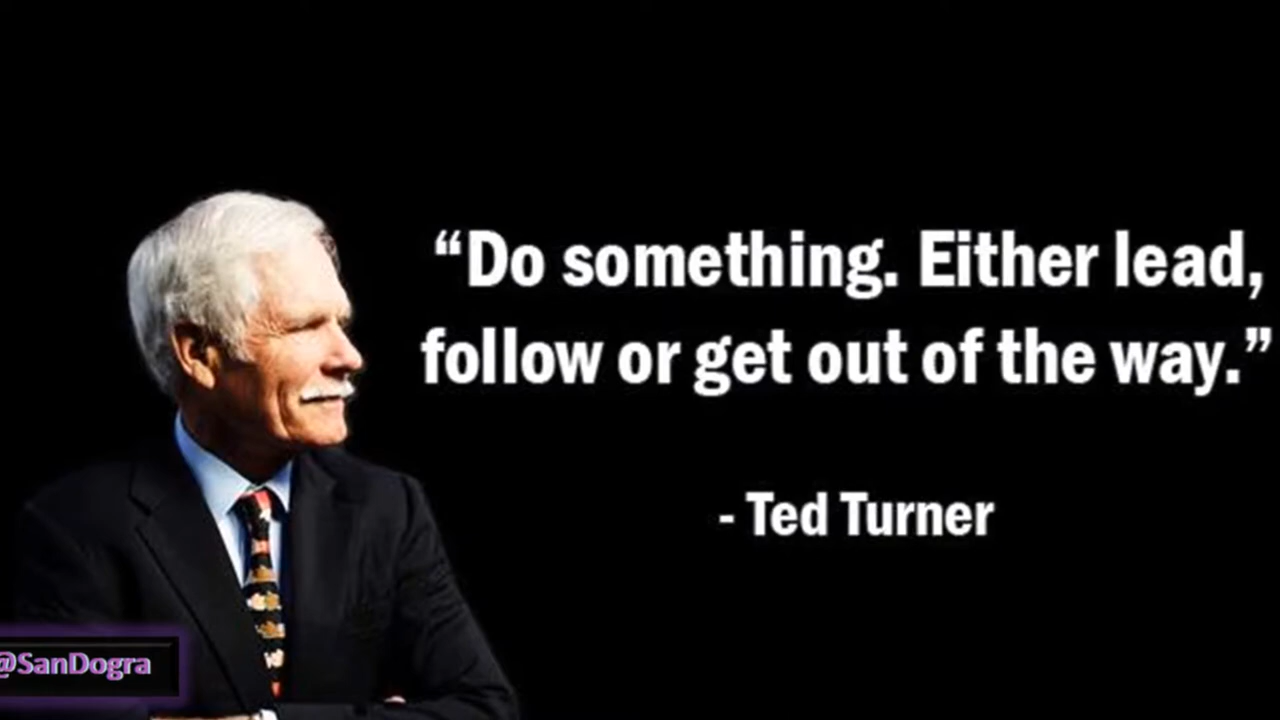 “Do something. Either lead,
follow or get out of the way.”
- Ted Turner
@SanDogra